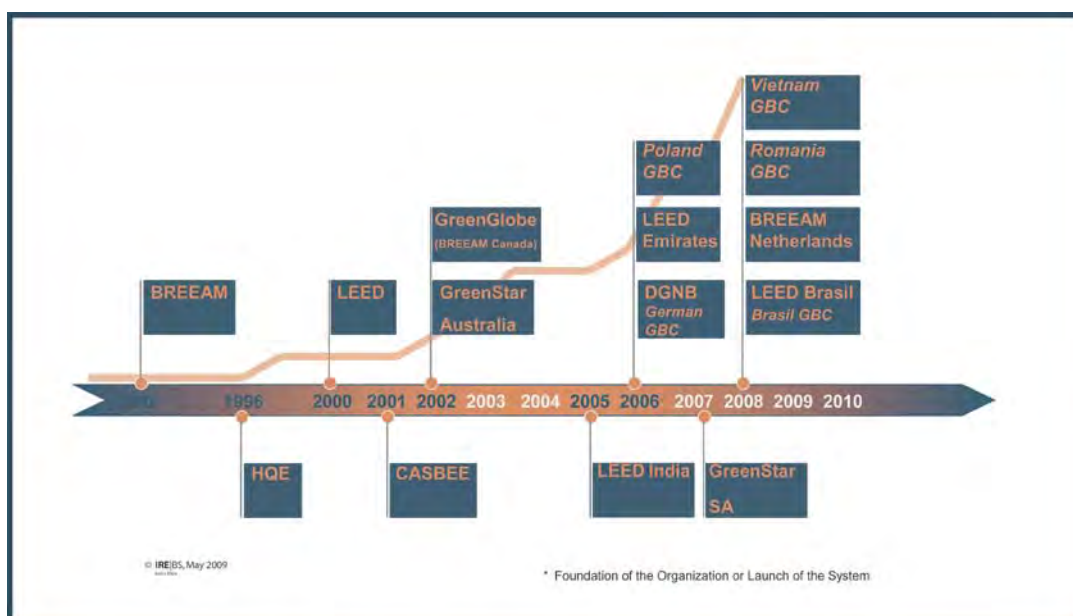 Vietnam
GBC
Poland
GBC
Romania
GBC
GreenGlobe
(BREEAM Canada)
LEED
Emirates
BREEAM
Netherlands
BREEAM
LEED
GreenStar
Australia
DGNB
German
GBC
LEED Brasil
Brasil GBC
1996 2000 2001 2002 2003 2004 2005 2006 2007 2008 2009 2010
HQE
CASBEE
LEED India
GreenStar
SA
© IRE|BS, May 2009
* Foundation of the Organization or Launch of the System